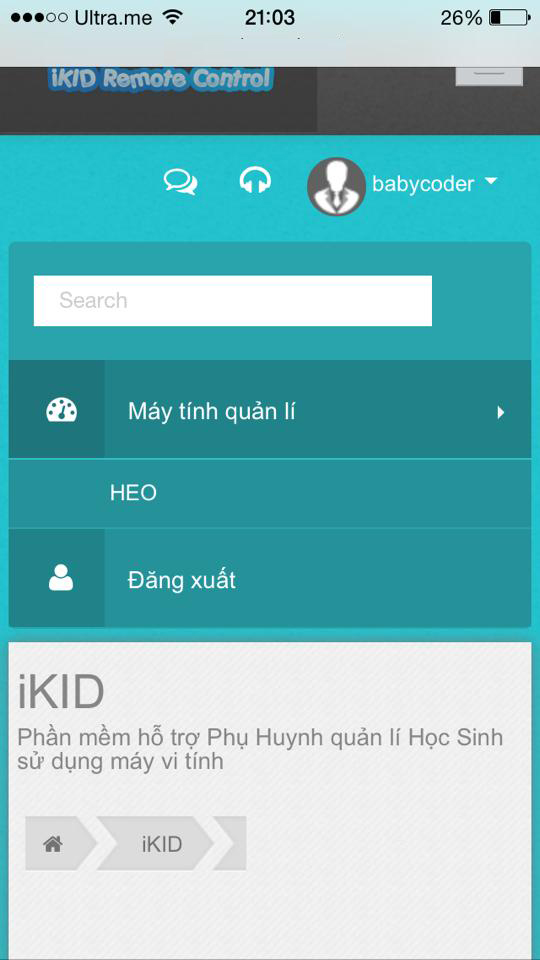 Ultra.me
21:03
26%
iKID Remote Control
babycoder
Search
Máy tính quản lí
HEO
Đăng xuất
iKID
Phần mềm hỗ trợ Phụ Huynh quản lí Học Sinh
sử dụng máy vi tính
iKID